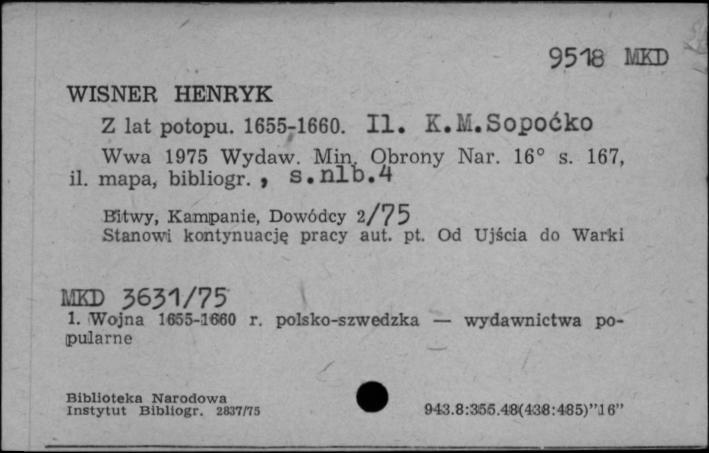 9518 MKD
WISNER HENRYK
Z lat potopu. 1655-1660. Il. K.M.Sopoćko
Wwa 1975 Wydaw. Min. Obrony Nar. 16° s. 167,
il. mapa, bibliogr. , s.nlb.4
Bitwy, Kampanie, Dowódcy 2/75
Stanowi kontynuację pracy aut. pt. Od Ujścia do Warki
MKD 3631/75
1. Wojna 1655-1660 r. polsko-szwedzka — wydawnictwa po-
pularne
Biblioteka Narodowa
Instytut Bibliogr. 2837/75
943.8:355.48(438:485)"16"